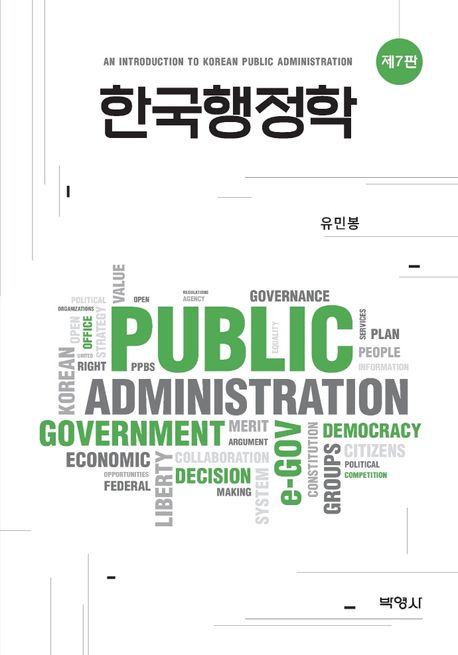 AN INTRODUCTION TO KOREAN PUBLIC ADMINISTRATION
제7판
한국행정학
유민봉
VALUE
POLITICAL
OPEN
REGULATIONS
AGENCY
GOVERNANCE
ORGANIZATIONS
OPEN
OFFICE
STRATEGY
PUBLIC
EQUALITY
SERVICES
PLAN
UNITED
PEOPLE
KOREAN
RIGHT
PPBS
INFORMATION
ADMINISTRATION
GOVERNMENT
MERIT
ARGUMENT
e-GOV
CONSTITUTION
DEMOCRACY
ECONOMIC
LIBERTY
COLLABORATION
SYSTEM
GROUPS
CITIZENS
OPPORTUNITIES
DECISION
POLITICAL
FEDERAL
MAKING
COMPETITION
박영사